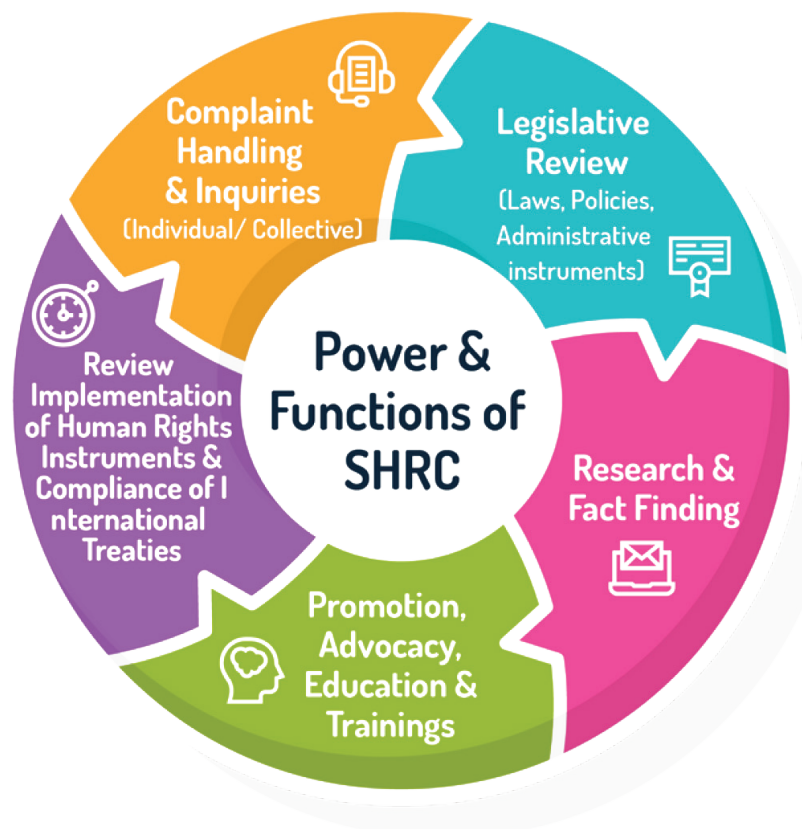 Complaint
Handling
& Inquiries
(Individual/ Collective)
Legislative
Review
(Laws, Policies,
Administrative
instruments)
Power &
Functions of
SHRC
Review
Implementation
of Human Rights
Instruments &
Compliance of I
nternational
Treaties
Research &
Fact Finding
Promotion,
Advocacy,
Education &
Trainings